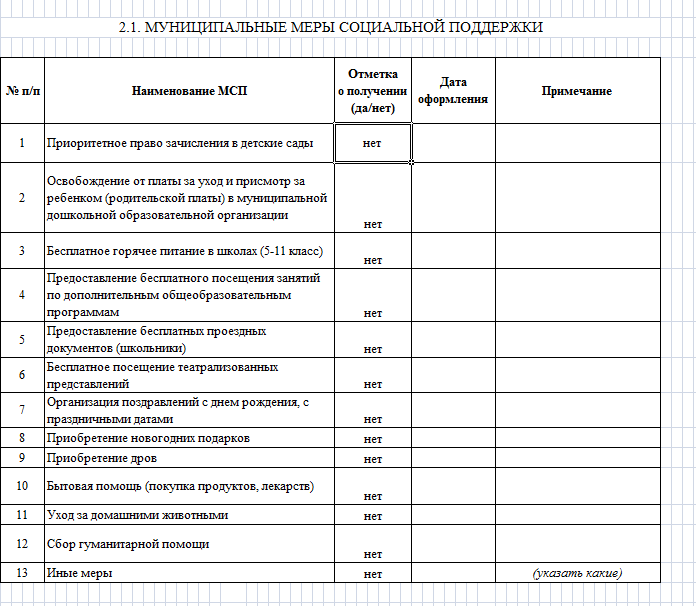 2.1. МУНИЦИПАЛЬНЫЕ МЕРЫ СОЦИАЛЬНОЙ ПОДДЕРЖКИ
№ п/п
Наименование МСП
Отметка
о получении
(да/нет)
Дата
оформления
Примечание
1
Приоритетное право зачисления в детские сады
нет
2
Освобождение от платы за уход и присмотр за
ребенком (родительской платы) в муниципальной
дошкольной образовательной организации
нет
3
Бесплатное горячее питание в школах (5-11 класс)
нет
4
Предоставление бесплатного посещения занятий
по дополнительным общеобразовательным
программам
нет
5
Предоставление бесплатных проездных
документов (школьники)
нет
6
Бесплатное посещение театрализованных
представлений
нет
7
Организация поздравлений с днем рождения, с
праздничными датами
нет
8
Приобретение новогодних подарков
нет
9
Приобретение дров
нет
10
Бытовая помощь (покупка продуктов, лекарств)
нет
11
Уход за домашними животными
нет
12
Сбор гуманитарной помощи
нет
13
Иные меры
нет
(указать какие)